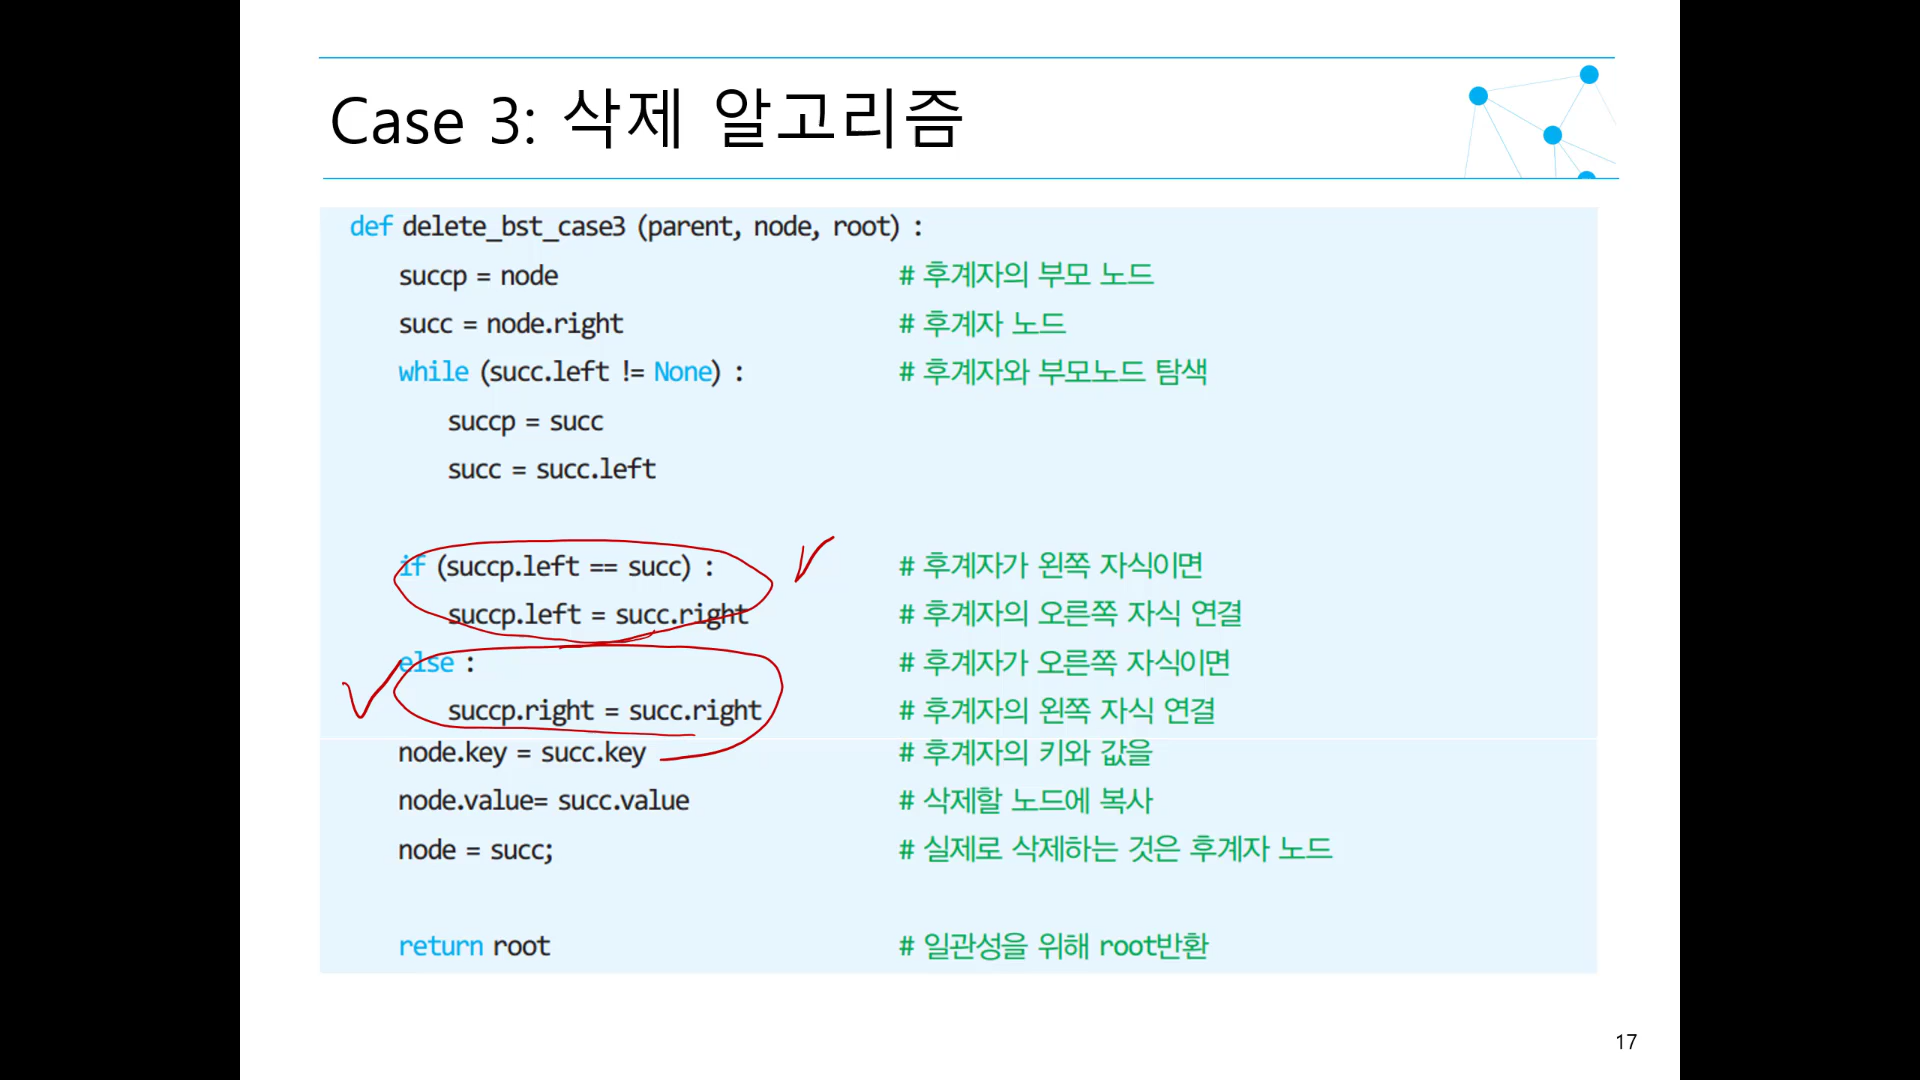 Case 3: 삭제 알고리즘
def delete_bst_case3 (parent, node, root) :
succp = node # 후계자의 부모 노드
succ = node.right # 후계자 노드
while (succ.left != None) : # 후계자와 부모노드 탐색
succp = succ
succ = succ.left
if (succp.left == succ) : # 후계자가 왼쪽 자식이면
succp.left = succ.right # 후계자의 오른쪽 자식 연결
else : # 후계자가 오른쪽 자식이면
succp.right = succ.right # 후계자의 왼쪽 자식 연결
node.key = succ.key # 후계자의 키와 값을
node.value= succ.value # 삭제할 노드에 복사
node = succ; # 실제로 삭제하는 것은 후계자 노드
return root # 일관성을 위해 root반환
17